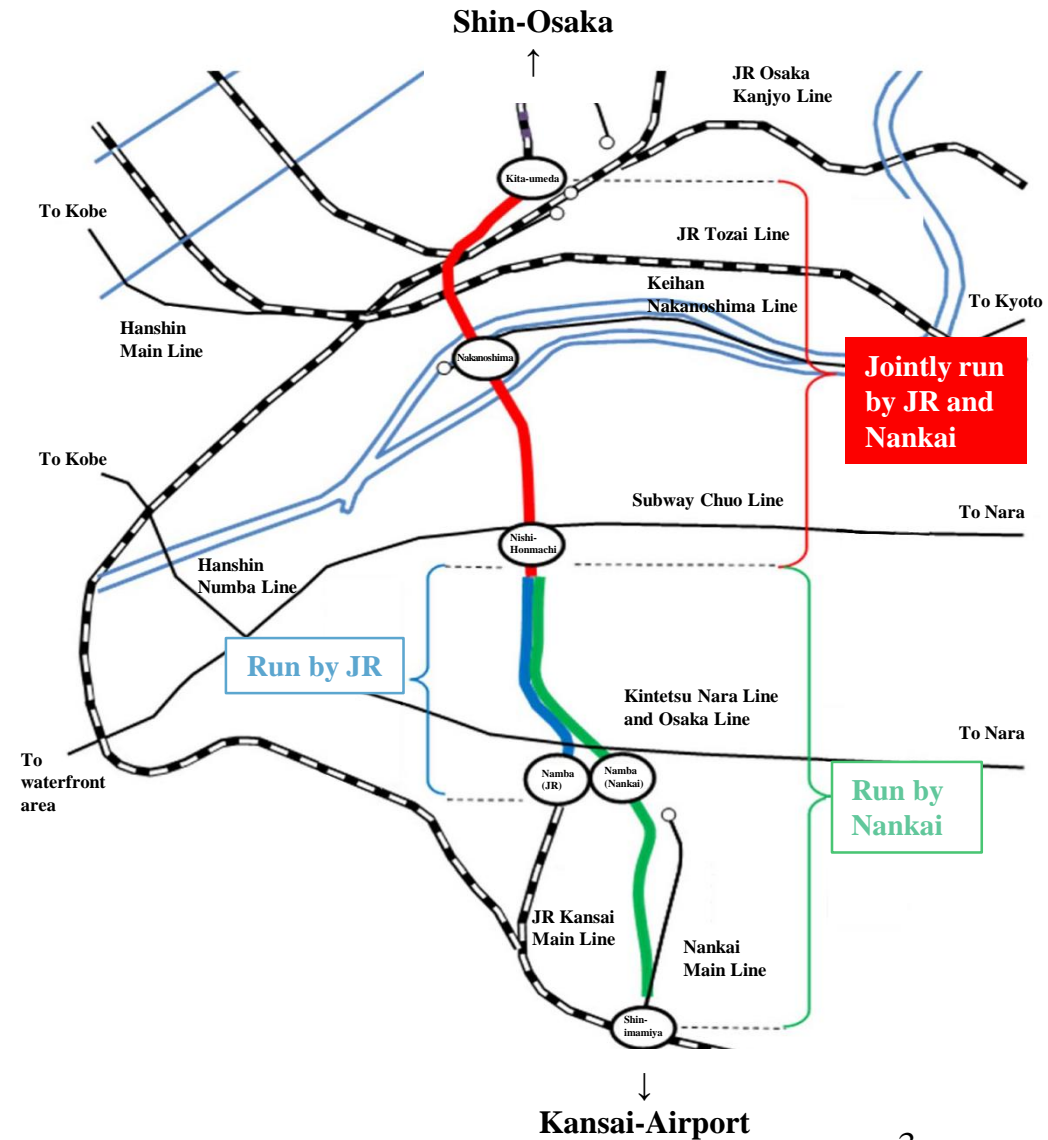 Shin-Osaka
↑
JR Osaka
Kanjyo Line
Kita-umeda
To Kobe
JR Tozai Line
Keihan
Nakanoshima Line
To Kyoto
Hanshin
Main Line
Nakanoshima
Jointly run
by JR and
Nankai
To Kobe
Subway Chuo Line
To Nara
Nishi-
Honmachi
Hanshin
Numba Line
Run by JR
Kintetsu Nara Line
and Osaka Line
To Nara
To
waterfront
area
Namba
(JR)
Namba
(Nankai)
Run by
Nankai
JR Kansai
Main Line
Nankai
Main Line
Shin-
imamiya
↓
Kansai-Airport